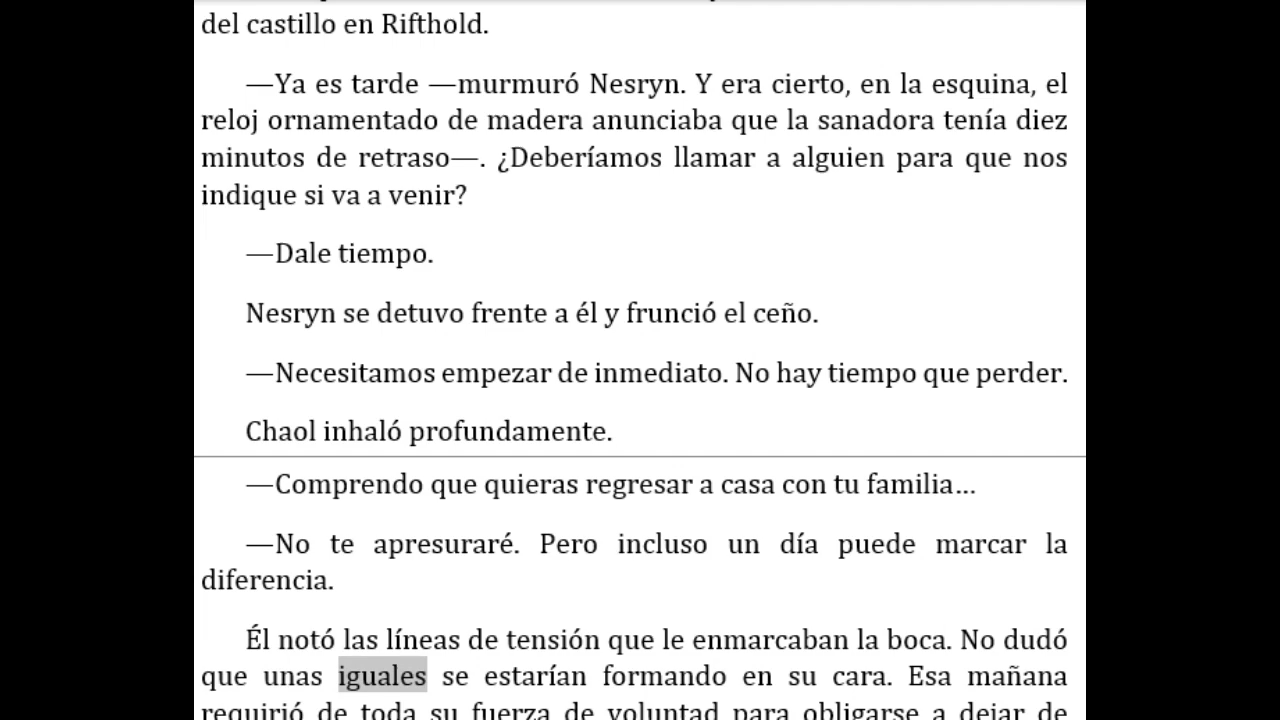 del castillo en Rifthold.
—Ya es tarde —murmuró Nesryn. Y era cierto, en la esquina, el
reloj ornamentado de madera anunciaba que la sanadora tenía diez
minutos de retraso—. ¿Deberíamos llamar a alguien para que nos
indique si va a venir?
—Dale tiempo.
Nesryn se detuvo frente a él y frunció el ceño.
—Necesitamos empezar de inmediato. No hay tiempo que perder.
Chaol inhaló profundamente.
—Comprendo que quieras regresar a casa con tu familia…
—No te apresuraré. Pero incluso un día puede marcar la
diferencia.
Él notó las líneas de tensión que le enmarcaban la boca. No dudó
que unas iguales se estarían formando en su cara. Esa mañana
requirió de toda su fuerza de voluntad para obligarse a dejar de